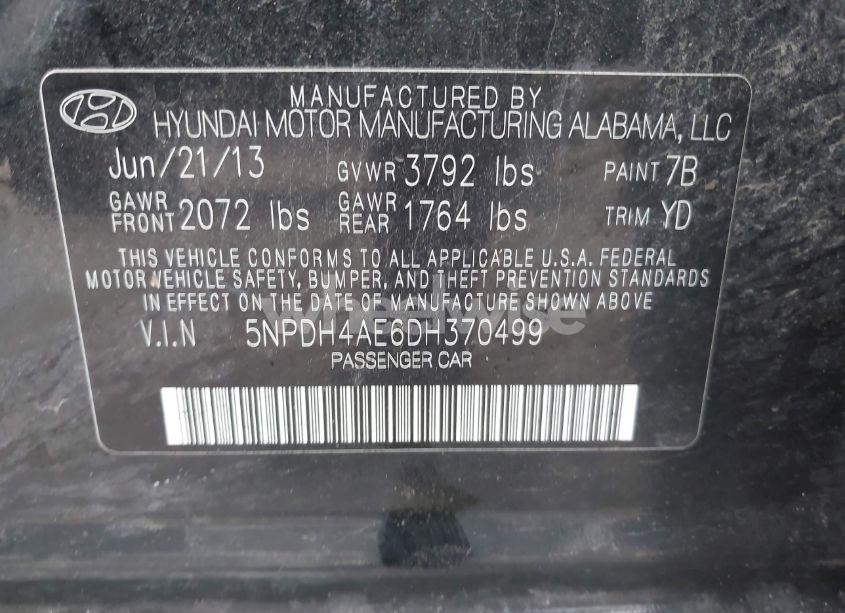 MANUFACTURED BY
HYUNDAI MOTOR MANUFACTURING ALABAMA, LLC
Jun/21/13 GVWR 3792 lbs PAINT 7B
GAWR FRONT 2072 lbs GAWR REAR 1764 lbs TRIM YD
THIS VEHICLE CONFORMS TO ALL APPLICABLE U.S.A. FEDERAL
MOTOR VEHICLE SAFETY, BUMPER, AND THEFT PREVENTION STANDARDS
IN EFFECT ON THE DATE OF MANUFACTURE SHOWN ABOVE
wheelwise
V.I.N 5NPDH4AE6DH370499
PASSENGER CAR